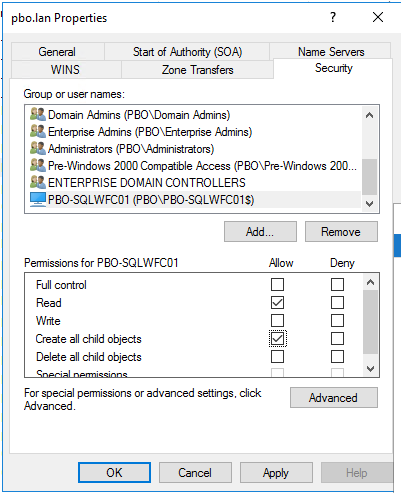 pbo.lan Properties ? ×
General Start of Authority (SOA) Name Servers
WINS Zone Transfers Security
Group or user names:
Domain Admins (PBO\Domain Admins)
Enterprise Admins (PBO\Enterprise Admins)
Administrators (PBO\Administrators)
Pre-Windows 2000 Compatible Access (PBO\Pre-Windows 200...
ENTERPRISE DOMAIN CONTROLLERS
PBO-SQLWFC01 (PBO\PBO-SQLWFC01$)
Add... Remove
Permissions for PBO-SQLWFC01 Allow Deny
Full control
Read
Write
Create all child objects
Delete all child objects
Special permissions
For special permissions or advanced settings, click
Advanced.
Advanced
OK Cancel Apply Help